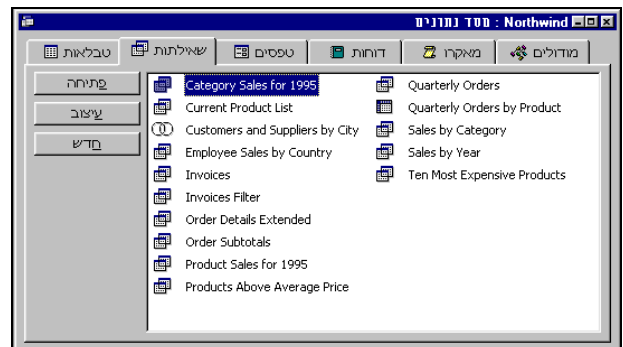 מסד נתונים : Northwind
טבלאות שאילתות טפסים דוחות מאקרו מודולים
פתיחה
עיצוב
חדש
Category Sales for 1995
Current Product List
Customers and Suppliers by City
Employee Sales by Country
Invoices
Invoices Filter
Order Details Extended
Order Subtotals
Product Sales for 1995
Products Above Average Price
Quarterly Orders
Quarterly Orders by Product
Sales by Category
Sales by Year
Ten Most Expensive Products